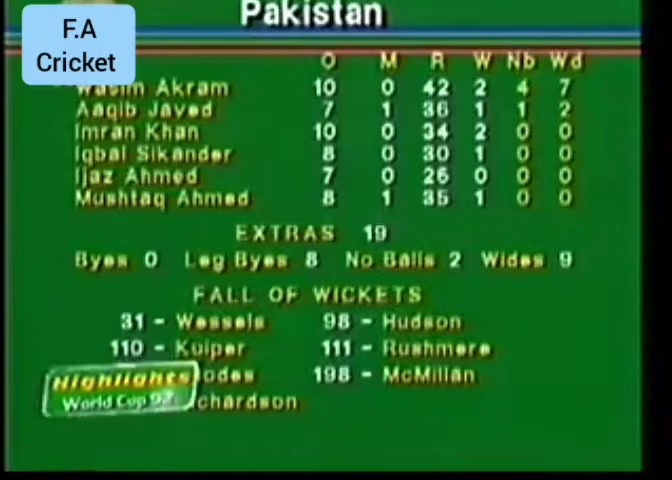 Pakistan
F.A
Cricket
O M R W Nb Wd
Wasim Akram 10 0 42 2 4 7
Aaqib Javed 7 1 36 1 1 2
Imran Khan 10 0 34 2 0 0
Iqbal Sikander 8 0 30 1 0 0
Ijaz Ahmed 7 0 26 0 0 0
Mushtaq Ahmed 8 1 35 1 0 0
EXTRAS 19
Byes 0 Leg Byes 8 No Balls 2 Wides 9
FALL OF WICKETS
31 - Wessels 98 - Hudson
110 - Kuiper 111 - Rushmere
odes 198 - McMillan
chardson
Highlights
World Cup 92